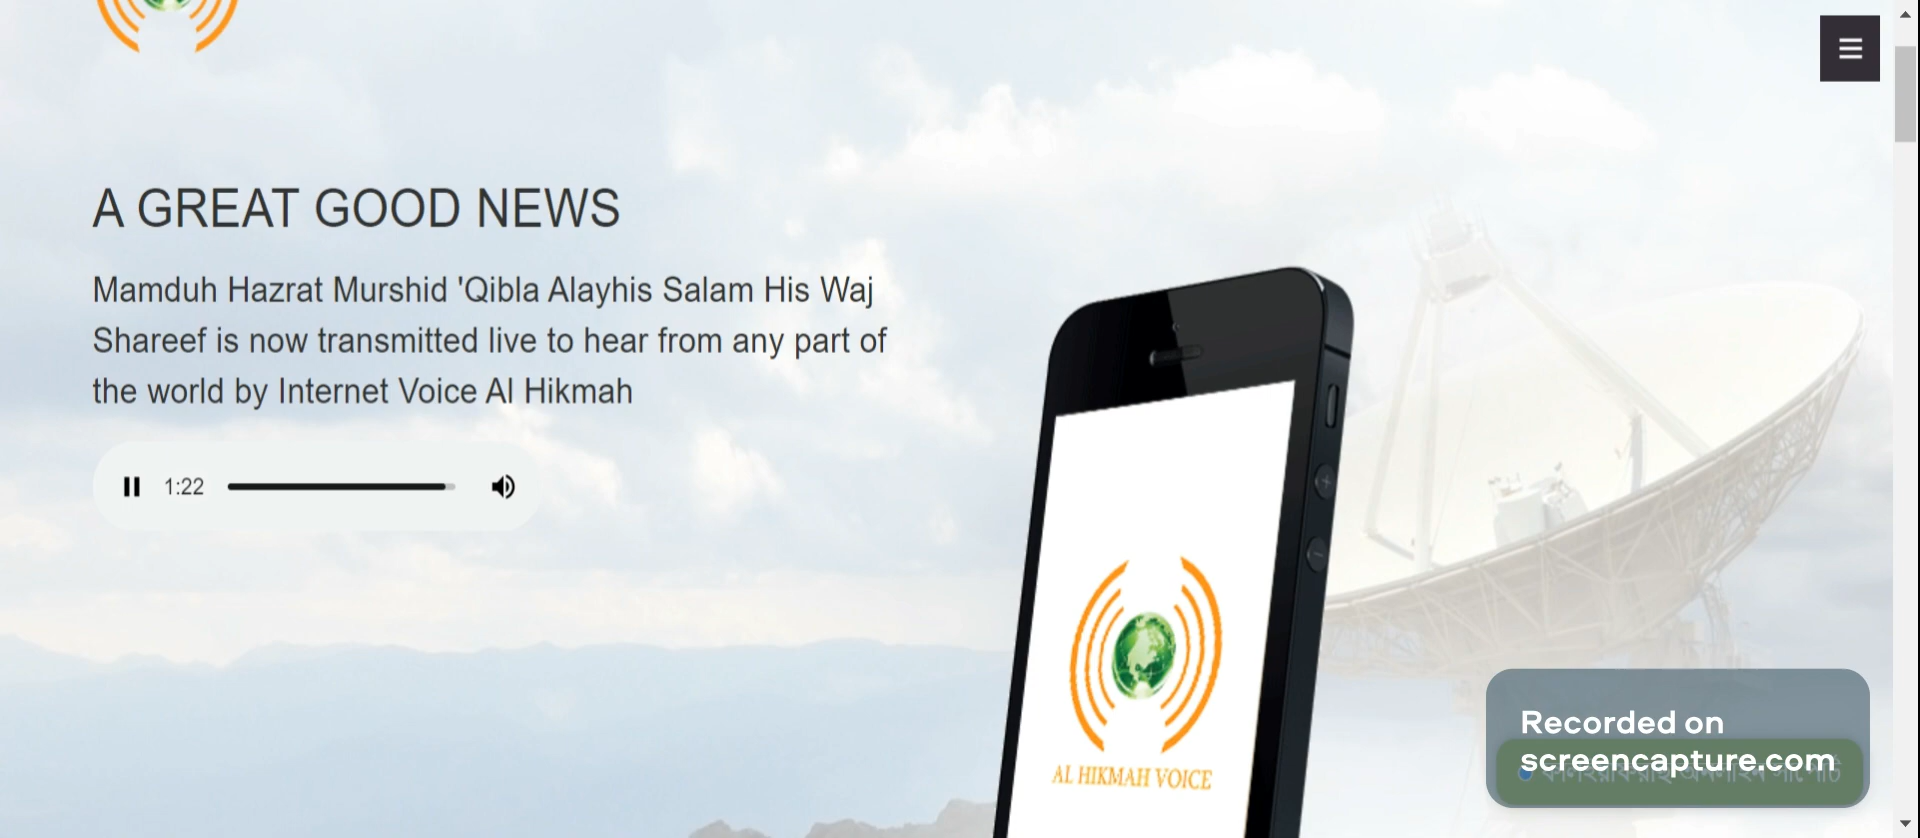 A GREAT GOOD NEWS
Mamduh Hazrat Murshid 'Qibla Alayhis Salam His Waj
Shareef is now transmitted live to hear from any part of
the world by Internet Voice Al Hikmah
1:22
AL HIKMAH VOICE
Recorded on
screencapture.com